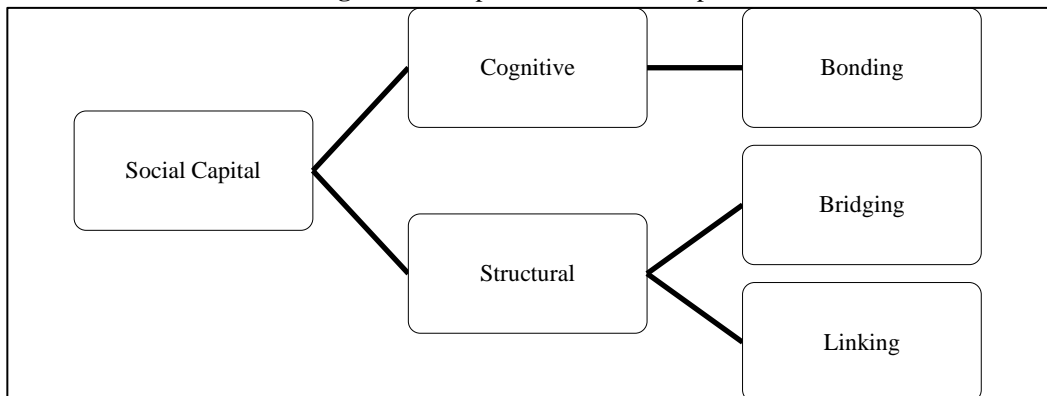 Cognitive
Bonding
Social Capital
Bridging
Structural
Linking